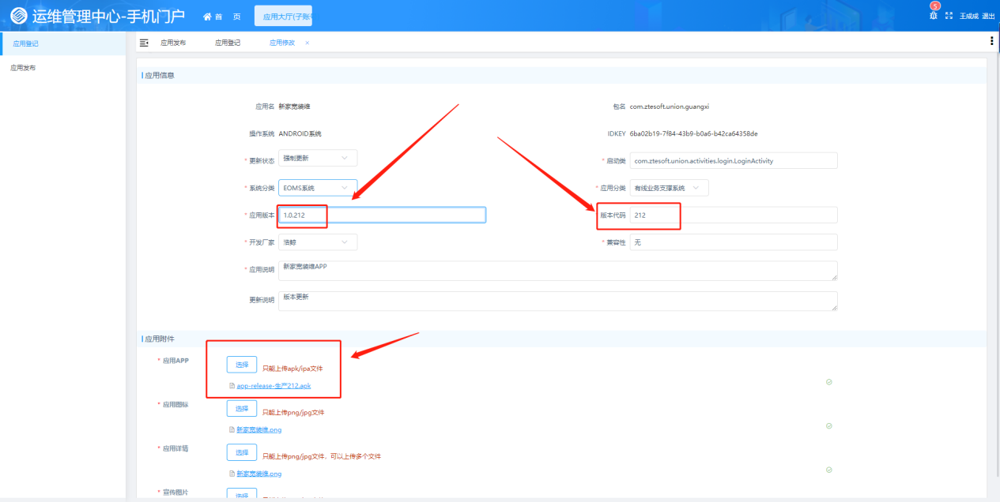 运维管理中心-手机门户
首 页
应用大厅(子账
5
王成成 退出
应用登记
应用发布
应用发布
应用登记
应用修改 ×
应用信息
应用名 新家宽装维
包名 com.ztesoft.union.guangxi
操作系统 ANDROID系统
IDKEY 6ba02b19-7f84-43b9-b0a6-b42ca64358de
* 更新状态 强制更新
* 启动类 com.ztesoft.union.activities.login.LoginActivity
* 系统分类 EOMS系统
* 应用分类 有线业务支撑系统
* 应用版本 1.0.212
版本代码 212
* 开发厂家 浩鲸
* 兼容性 无
* 应用说明 新家宽装维APP
更新说明 版本更新
应用附件
* 应用APP
选择 只能上传apk/ipa文件
app-release-生产212.apk
* 应用图标
选择 只能上传png/jpg文件
新家宽装维.png
* 应用详情
选择 只能上传png/jpg文件，可以上传多个文件
新家宽装维.png
* 宣传图片
选择